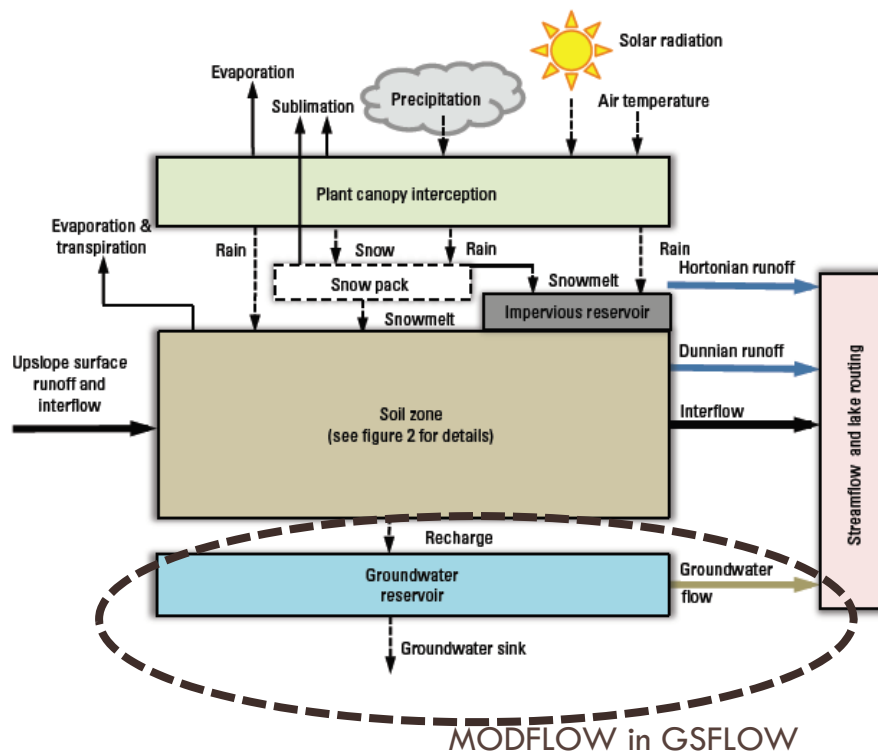 Solar radiation
Evaporation
Sublimation
Precipitation
Air temperature
Plant canopy interception
Evaporation &
transpiration
Rain
Snow
Rain
Rain
Hortonian runoff
Snow pack
Snowmelt
Snowmelt
Impervious reservoir
Upslope surface
runoff and
interflow
Dunnian runoff
Soil zone
(see figure 2 for details)
Interflow
Streamflow and lake routing
Recharge
Groundwater
reservoir
Groundwater
flow
Groundwater sink
MODFLOW in GSFLOW